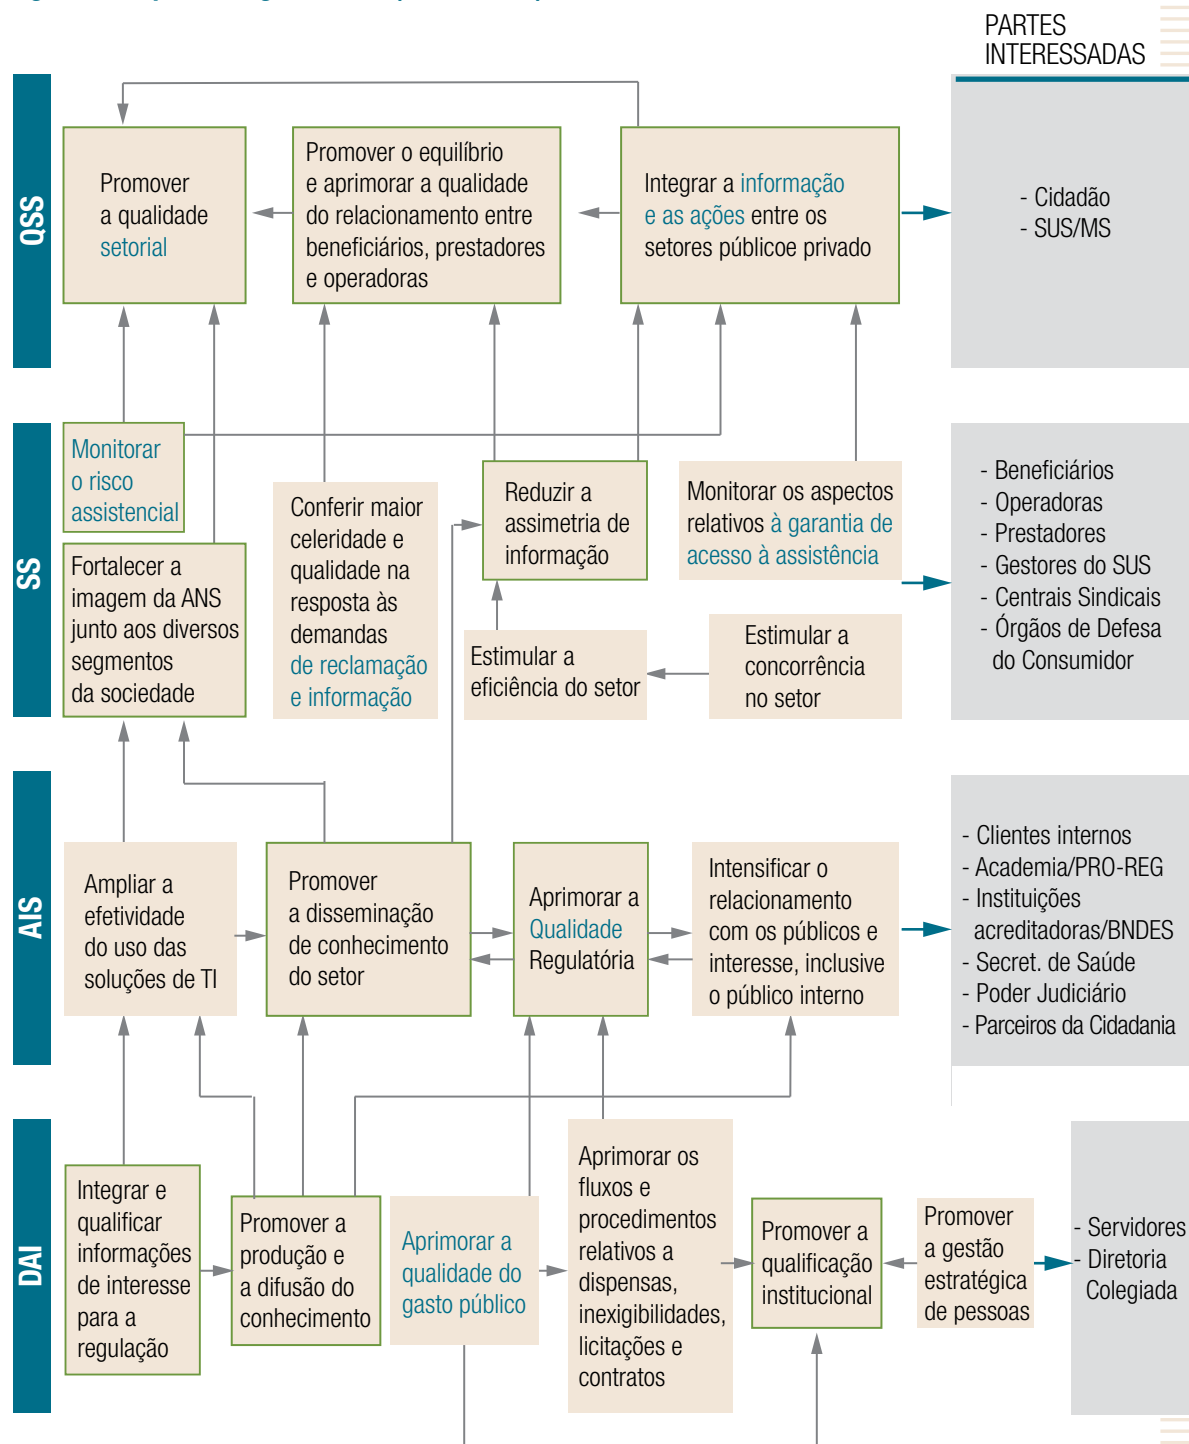 PARTES
INTERESSADAS
QSS
Promover
a qualidade
setorial
Promover o equilíbrio
e aprimorar a qualidade
do relacionamento entre
beneficiários, prestadores
e operadoras
Integrar a informação
e as ações entre os
setores públicoe privado
- Cidadão
- SUS/MS
SS
Monitorar
o risco
assistencial
Fortalecer a
imagem da ANS
junto aos diversos
segmentos
da sociedade
Conferir maior
celeridade e
qualidade na
resposta às
demandas
de reclamação
e informação
Reduzir a
assimetria de
informação
Monitorar os aspectos
relativos à garantia de
acesso à assistência
Estimular a
eficiência do setor
Estimular a
concorrência
no setor
- Beneficiários
- Operadoras
- Prestadores
- Gestores do SUS
- Centrais Sindicais
- Órgãos de Defesa
do Consumidor
AIS
Ampliar a
efetividade
do uso das
soluções de TI
Promover
a disseminação
de conhecimento
do setor
Aprimorar a
Qualidade
Regulatória
Intensificar o
relacionamento
com os públicos e
interesse, inclusive
o público interno
- Clientes internos
- Academia/PRO-REG
- Instituições
acreditadoras/BNDES
- Secret. de Saúde
- Poder Judiciário
- Parceiros da Cidadania
DAI
Integrar e
qualificar
informações
de interesse
para a
regulação
Promover a
produção e
a difusão do
conhecimento
Aprimorar a
qualidade do
gasto público
Aprimorar os
fluxos e
procedimentos
relativos a
dispensas,
inexigibilidades,
licitações e
contratos
Promover a
qualificação
institucional
Promover
a gestão
estratégica
de pessoas
- Servidores
- Diretoria
Colegiada